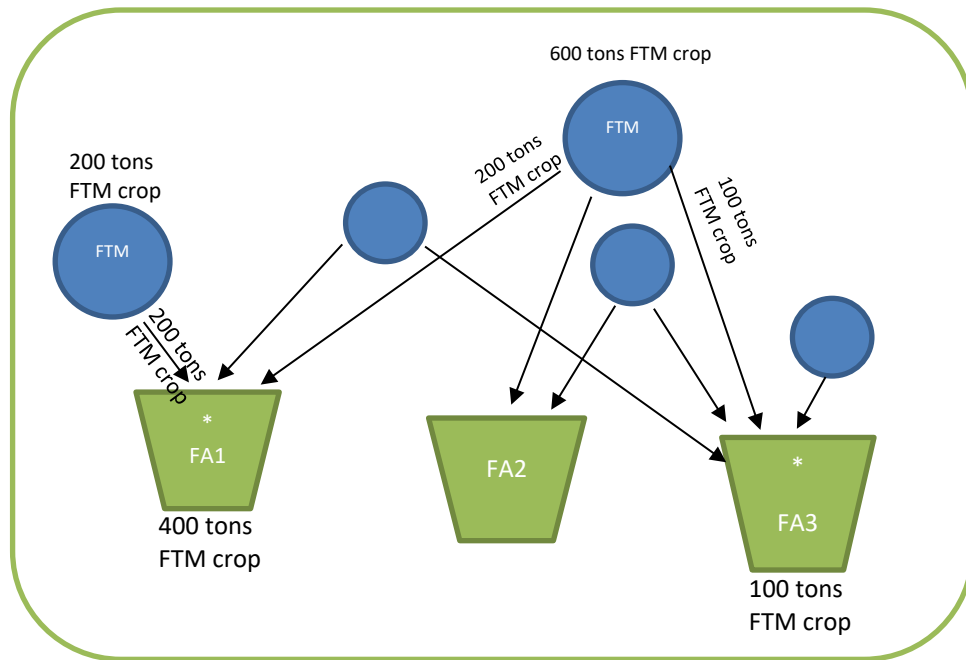 600 tons FTM crop
FTM
200 tons
FTM crop
200 tons
FTM crop
100 tons
FTM crop
FTM
200 tons
FTM crop
*
FA1
400 tons
FTM crop
FA2
*
FA3
100 tons
FTM crop